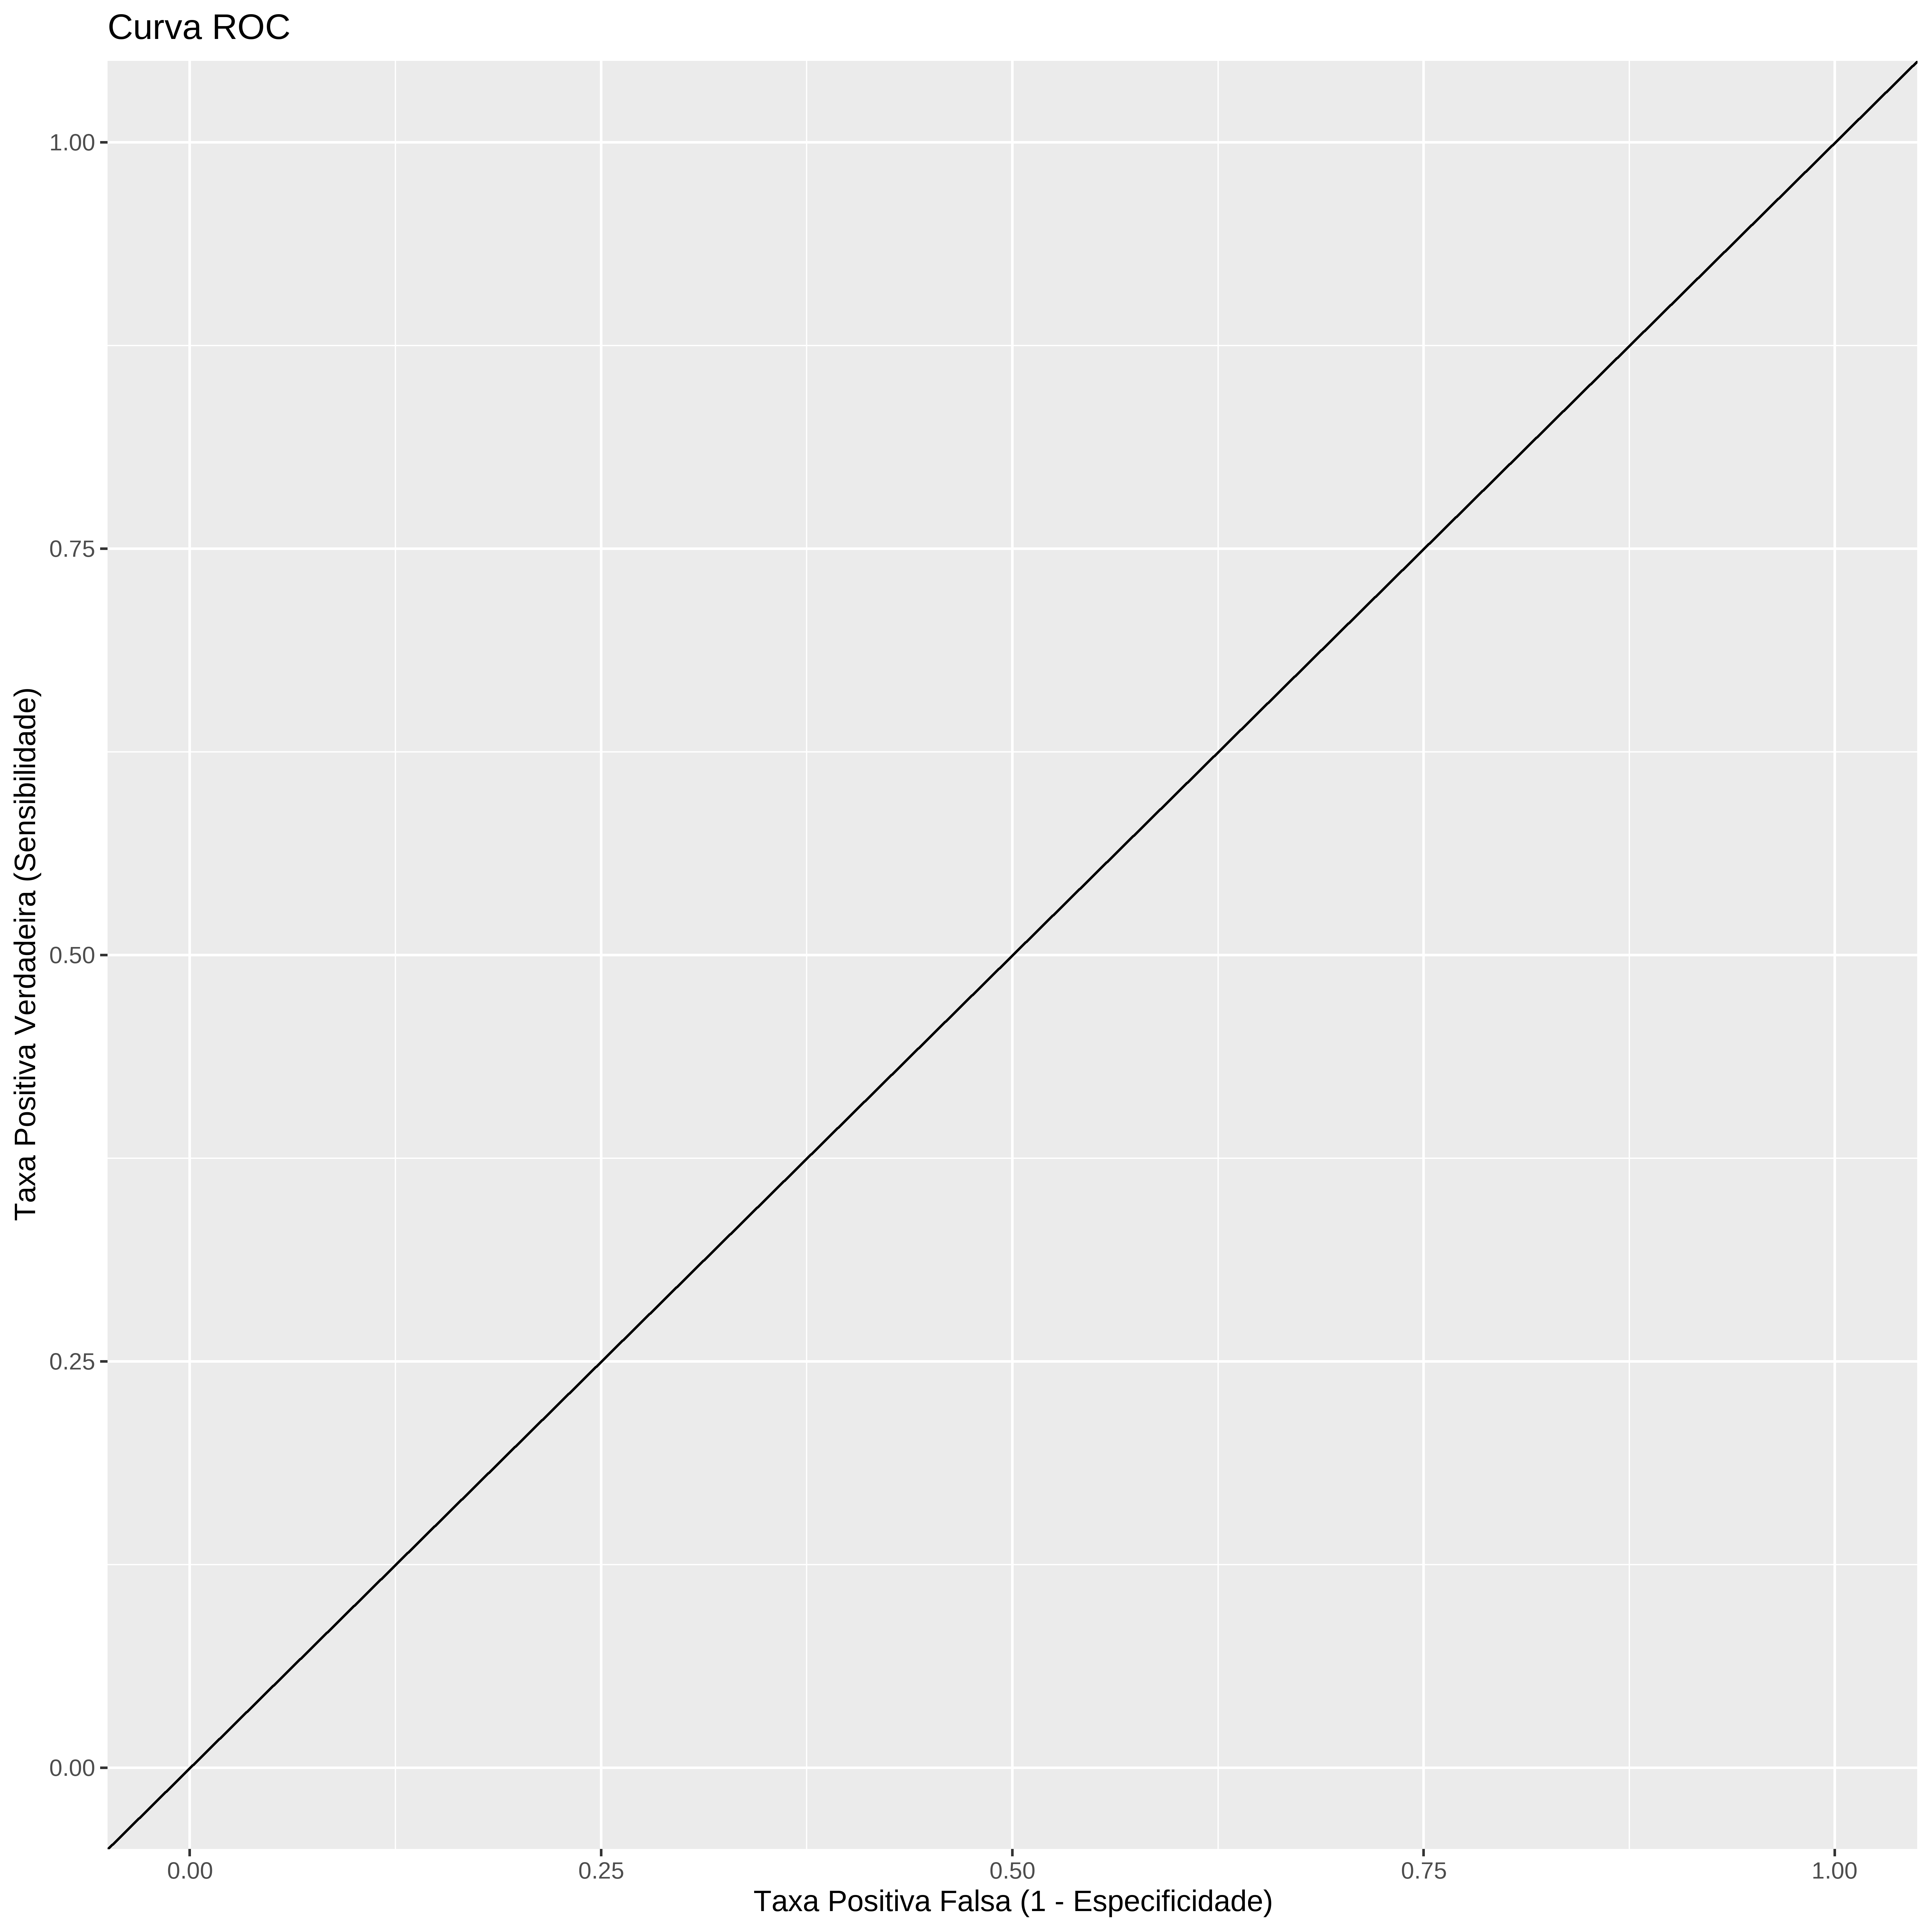 Curva ROC
1.00
0.75
0.50
0.25
0.00
Taxa Positiva Verdadeira (Sensibilidade)
0.00 0.25 0.50 0.75 1.00
Taxa Positiva Falsa (1 - Especificidade)